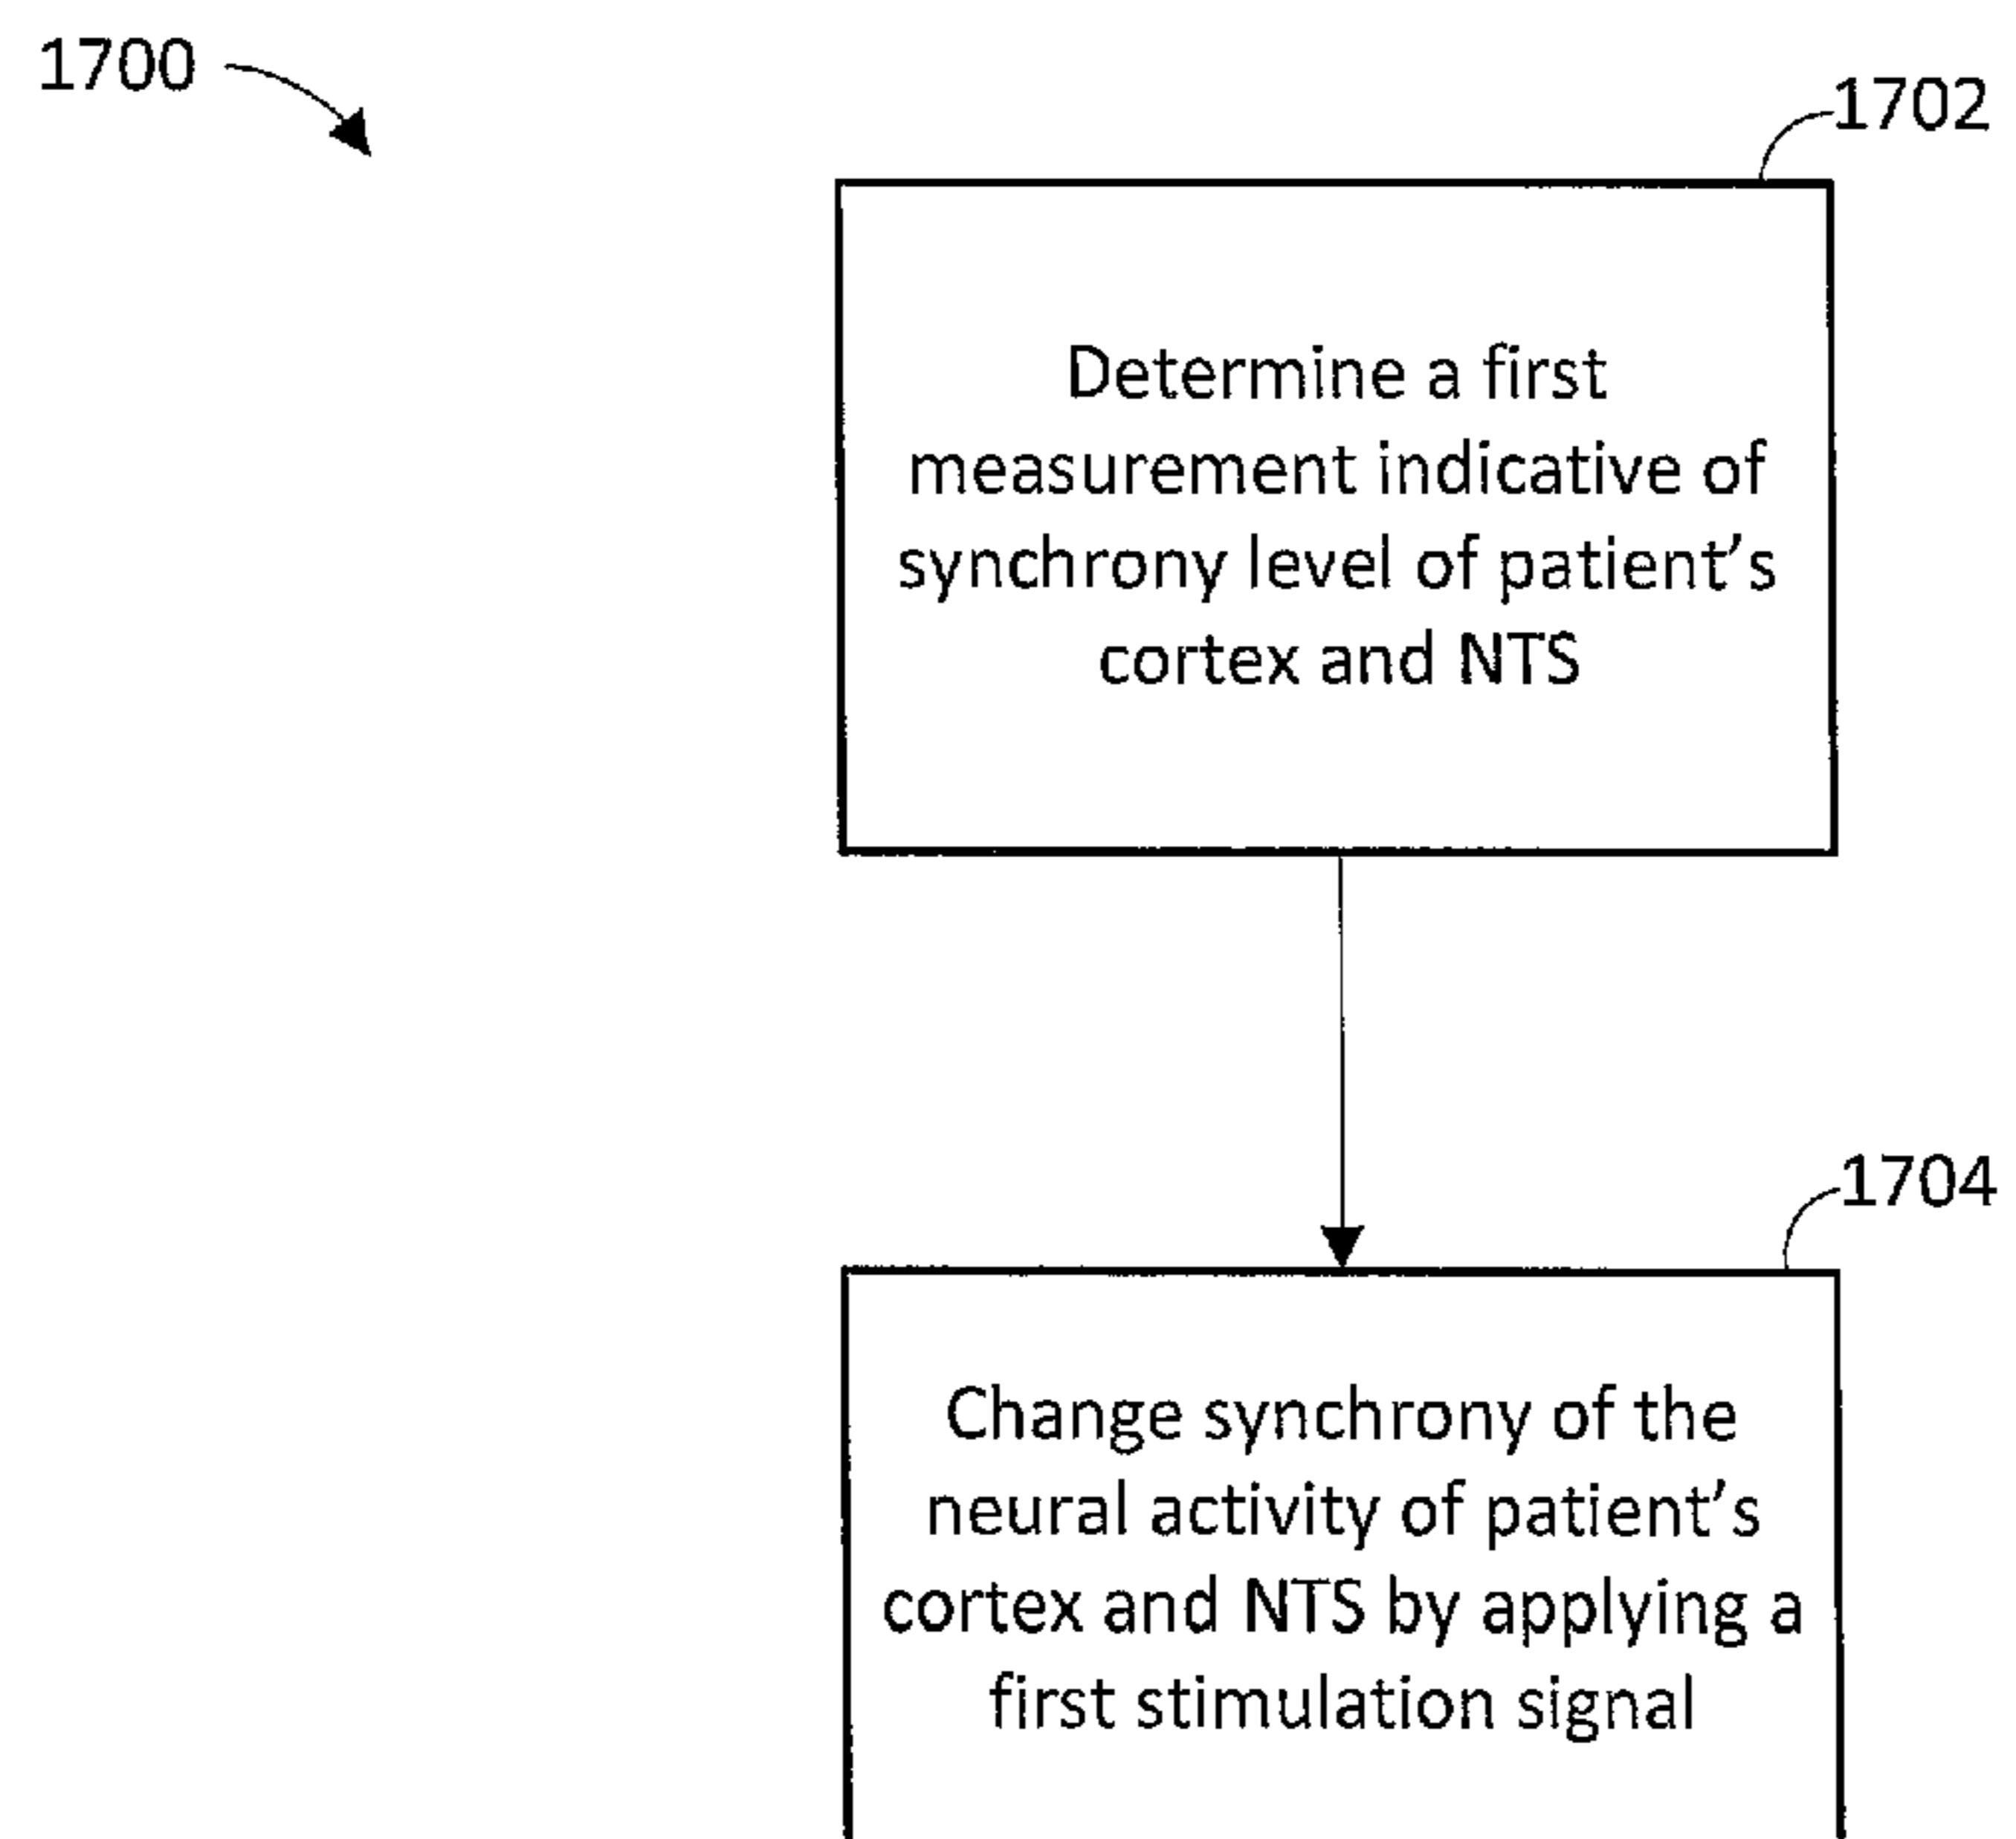 1700
1702
Determine a first
measurement indicative of
synchrony level of patient's
cortex and NTS
1704
Change synchrony of the
neural activity of patient's
cortex and NTS by applying a
first stimulation signal